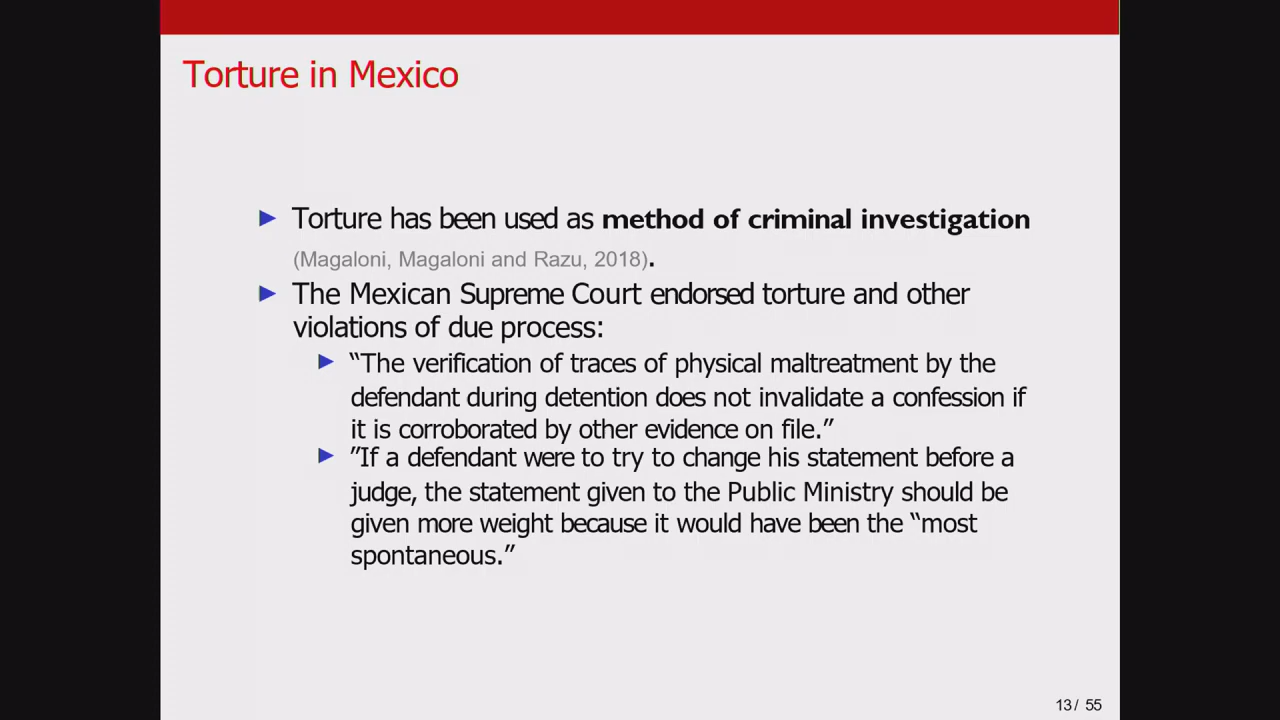 Torture in Mexico
Torture has been used as method of criminal investigation
(Magaloni, Magaloni and Razu, 2018).
The Mexican Supreme Court endorsed torture and other
violations of due process:
“The verification of traces of physical maltreatment by the
defendant during detention does not invalidate a confession if
it is corroborated by other evidence on file.”
”If a defendant were to try to change his statement before a
judge, the statement given to the Public Ministry should be
given more weight because it would have been the “most
spontaneous.”
13 / 55